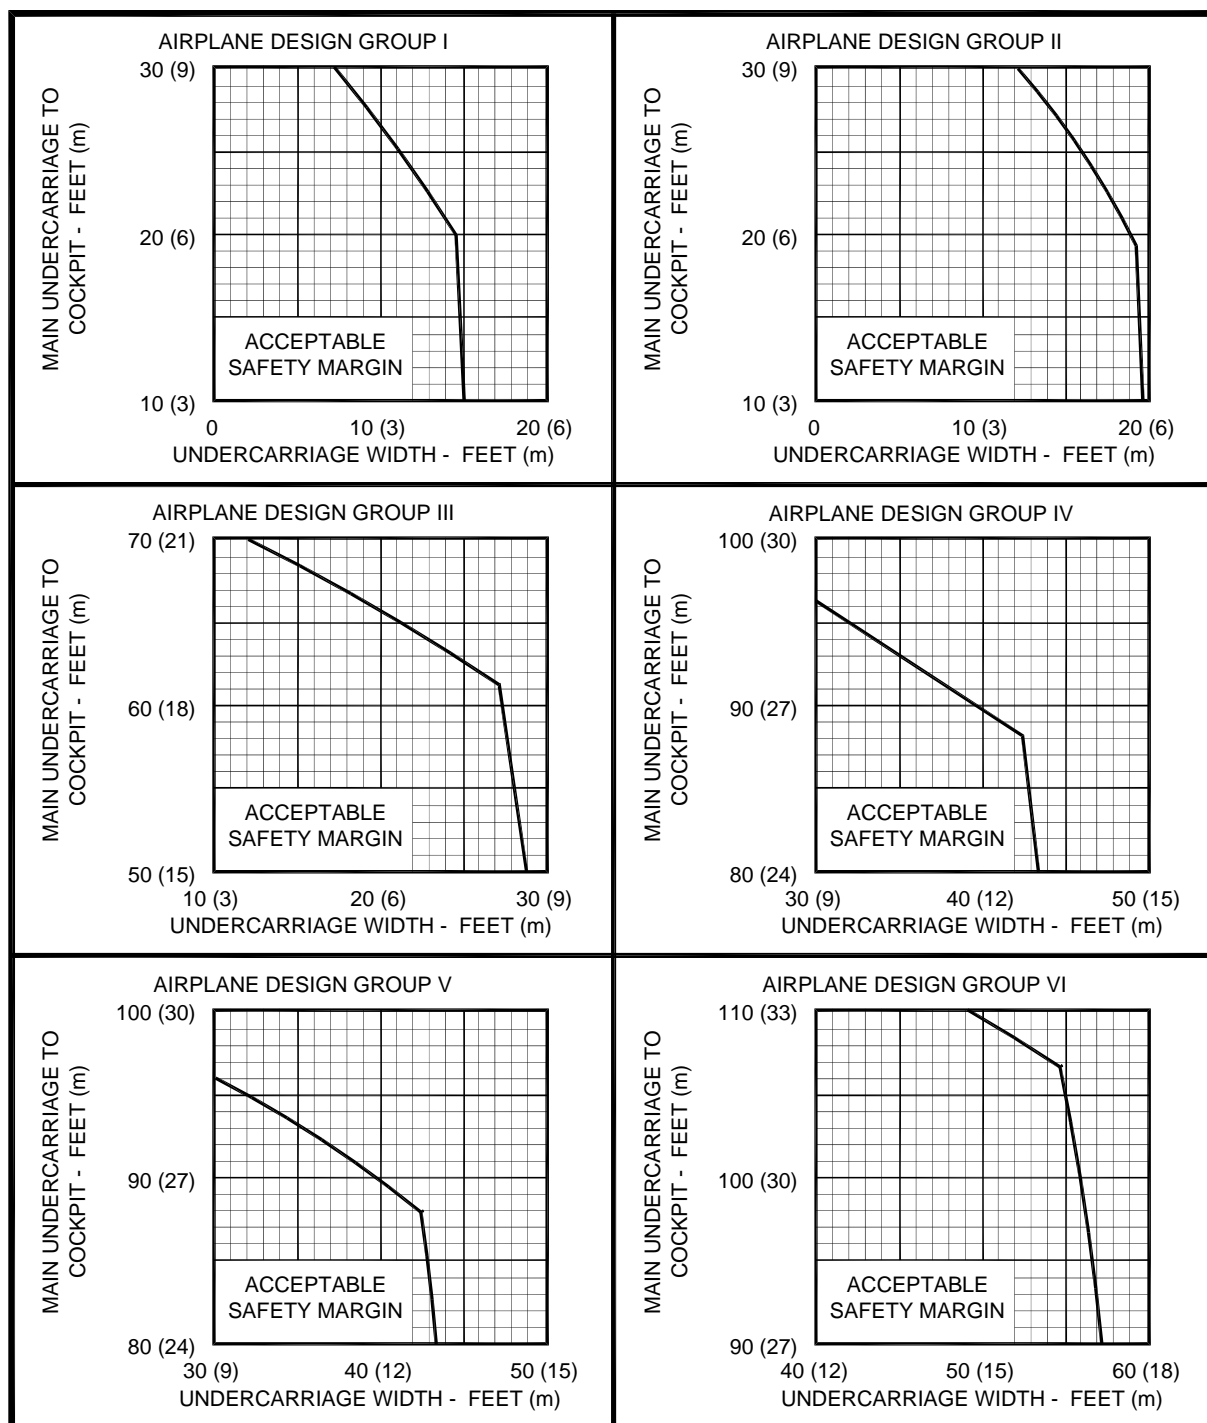 AIRPLANE DESIGN GROUP I
30 (9)
20 (6)
10 (3)
MAIN UNDERCARRIAGE TO
COCKPIT - FEET (m)
ACCEPTABLE
SAFETY MARGIN
0 10 (3) 20 (6)
UNDERCARRIAGE WIDTH - FEET (m)
AIRPLANE DESIGN GROUP II
30 (9)
20 (6)
10 (3)
MAIN UNDERCARRIAGE TO
COCKPIT - FEET (m)
ACCEPTABLE
SAFETY MARGIN
0 10 (3) 20 (6)
UNDERCARRIAGE WIDTH - FEET (m)
AIRPLANE DESIGN GROUP III
70 (21)
60 (18)
50 (15)
MAIN UNDERCARRIAGE TO
COCKPIT - FEET (m)
ACCEPTABLE
SAFETY MARGIN
10 (3) 20 (6) 30 (9)
UNDERCARRIAGE WIDTH - FEET (m)
AIRPLANE DESIGN GROUP IV
100 (30)
90 (27)
80 (24)
MAIN UNDERCARRIAGE TO
COCKPIT - FEET (m)
ACCEPTABLE
SAFETY MARGIN
30 (9) 40 (12) 50 (15)
UNDERCARRIAGE WIDTH - FEET (m)
AIRPLANE DESIGN GROUP V
100 (30)
90 (27)
80 (24)
MAIN UNDERCARRIAGE TO
COCKPIT - FEET (m)
ACCEPTABLE
SAFETY MARGIN
30 (9) 40 (12) 50 (15)
UNDERCARRIAGE WIDTH - FEET (m)
AIRPLANE DESIGN GROUP VI
110 (33)
100 (30)
90 (27)
MAIN UNDERCARRIAGE TO
COCKPIT - FEET (m)
ACCEPTABLE
SAFETY MARGIN
40 (12) 50 (15) 60 (18)
UNDERCARRIAGE WIDTH - FEET (m)